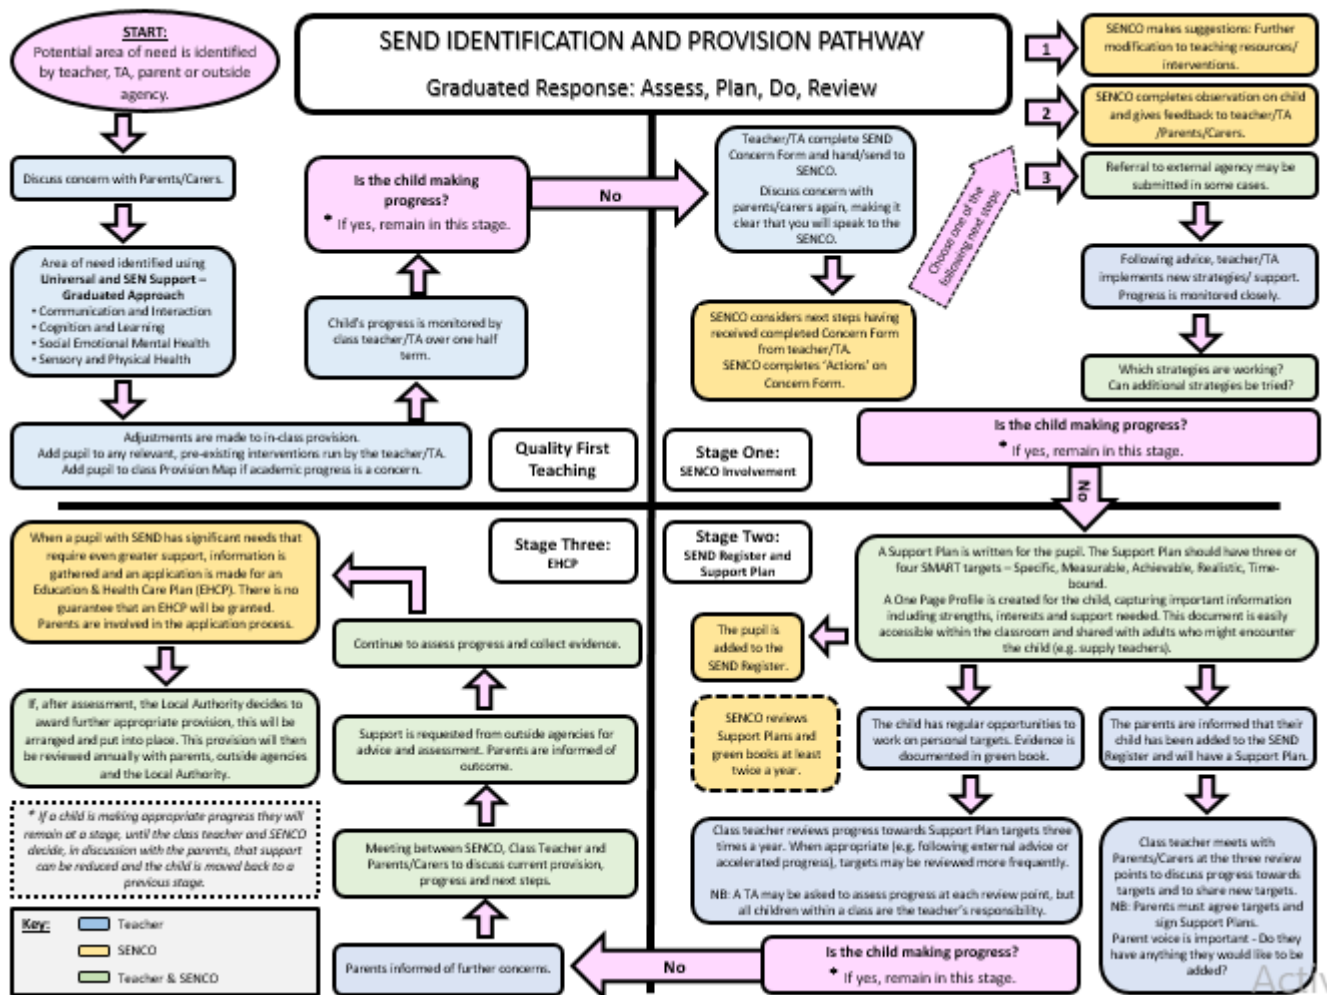 START:
Potential area of need is identified
by teacher, TA, parent or outside
agency.
SEND IDENTIFICATION AND PROVISION PATHWAY
Graduated Response: Assess, Plan, Do, Review
Discuss concern with Parents/Carers.
Area of need identified using
Universal and SEN Support –
Graduated Approach
• Communication and Interaction
• Cognition and Learning
• Social Emotional Mental Health
• Sensory and Physical Health
Adjustments are made to in-class provision.
Add pupil to any relevant, pre-existing interventions run by the teacher/TA.
Add pupil to class Provision Map if academic progress is a concern.
Child's progress is monitored by
class teacher/TA over one half
term.
Is the child making
progress?
* If yes, remain in this stage.
No
Quality First
Teaching
Teacher/TA complete SEND
Concern Form and hand/send to
SENCO.
Discuss concern with
parents/carers again, making it
clear that you will speak to the
SENCO.
SENCO considers next steps having
received completed Concern Form
from teacher/TA.
SENCO completes 'Actions' on
Concern Form.
Choose one of the
following next steps
1
SENCO makes suggestions: Further
modification to teaching resources/
interventions.
2
SENCO completes observation on child
and gives feedback to teacher/TA
/Parents/Carers.
3
Referral to external agency may be
submitted in some cases.
Following advice, teacher/TA
implements new strategies/ support.
Progress is monitored closely.
Which strategies are working?
Can additional strategies be tried?
Stage One:
SENCO Involvement
Is the child making progress?
* If yes, remain in this stage.
No
Stage Two:
SEND Register and
Support Plan
A Support Plan is written for the pupil. The Support Plan should have three or
four SMART targets – Specific, Measurable, Achievable, Realistic, Time-
bound.
A One Page Profile is created for the child, capturing important information
including strengths, interests and support needed. This document is easily
accessible within the classroom and shared with adults who might encounter
the child (e.g. supply teachers).
The pupil is
added to the
SEND Register.
SENCO reviews
Support Plans and
green books at least
twice a year.
The child has regular opportunities to
work on personal targets. Evidence is
documented in green book.
The parents are informed that their
child has been added to the SEND
Register and will have a Support Plan.
Class teacher reviews progress towards Support Plan targets three
times a year. When appropriate (e.g. following external advice or
accelerated progress), targets may be reviewed more frequently.
NB: A TA may be asked to assess progress at each review point, but
all children within a class are the teacher's responsibility.
Class teacher meets with
Parents/Carers at the three review
points to discuss progress towards
targets and to share new targets.
NB: Parents must agree targets and
sign Support Plans.
Parent voice is important - Do they
have anything they would like to be
added?
Is the child making progress?
* If yes, remain in this stage.
No
Stage Three:
EHCP
Parents informed of further concerns.
Meeting between SENCO, Class Teacher and
Parents/Carers to discuss current provision,
progress and next steps.
Support is requested from outside agencies for
advice and assessment. Parents are informed of
outcome.
Continue to assess progress and collect evidence.
When a pupil with SEND has significant needs that
require even greater support, information is
gathered and an application is made for an
Education & Health Care Plan (EHCP). There is no
guarantee that an EHCP will be granted.
Parents are involved in the application process.
If, after assessment, the Local Authority decides to
award further appropriate provision, this will be
arranged and put into place. This provision will then
be reviewed annually with parents, outside agencies
and the Local Authority.
* If a child is making appropriate progress they will
remain at a stage, until the class teacher and SENCO
decide, in discussion with the parents, that support
can be reduced and the child is moved back to a
previous stage.
Key:
Teacher
SENCO
Teacher & SENCO